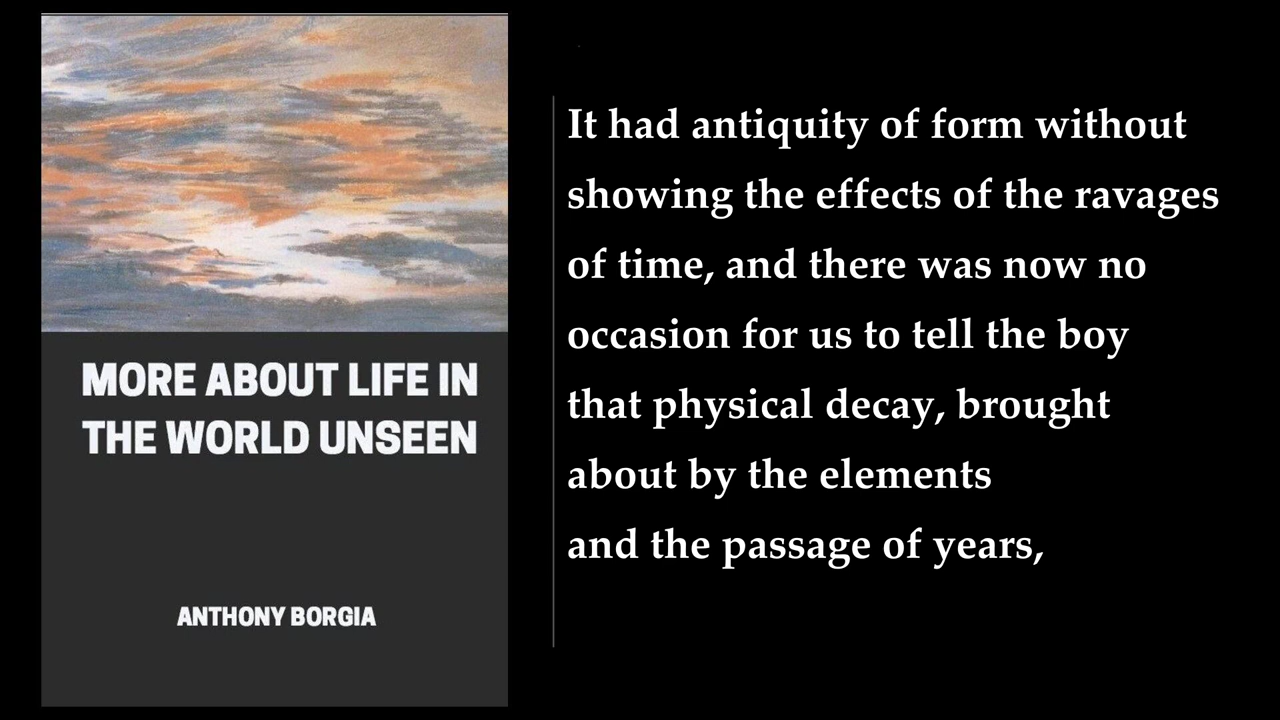 MORE ABOUT LIFE IN
THE WORLD UNSEEN
ANTHONY BORGIA
It had antiquity of form without
showing the effects of the ravages
of time, and there was now no
occasion for us to tell the boy
that physical decay, brought
about by the elements
and the passage of years,